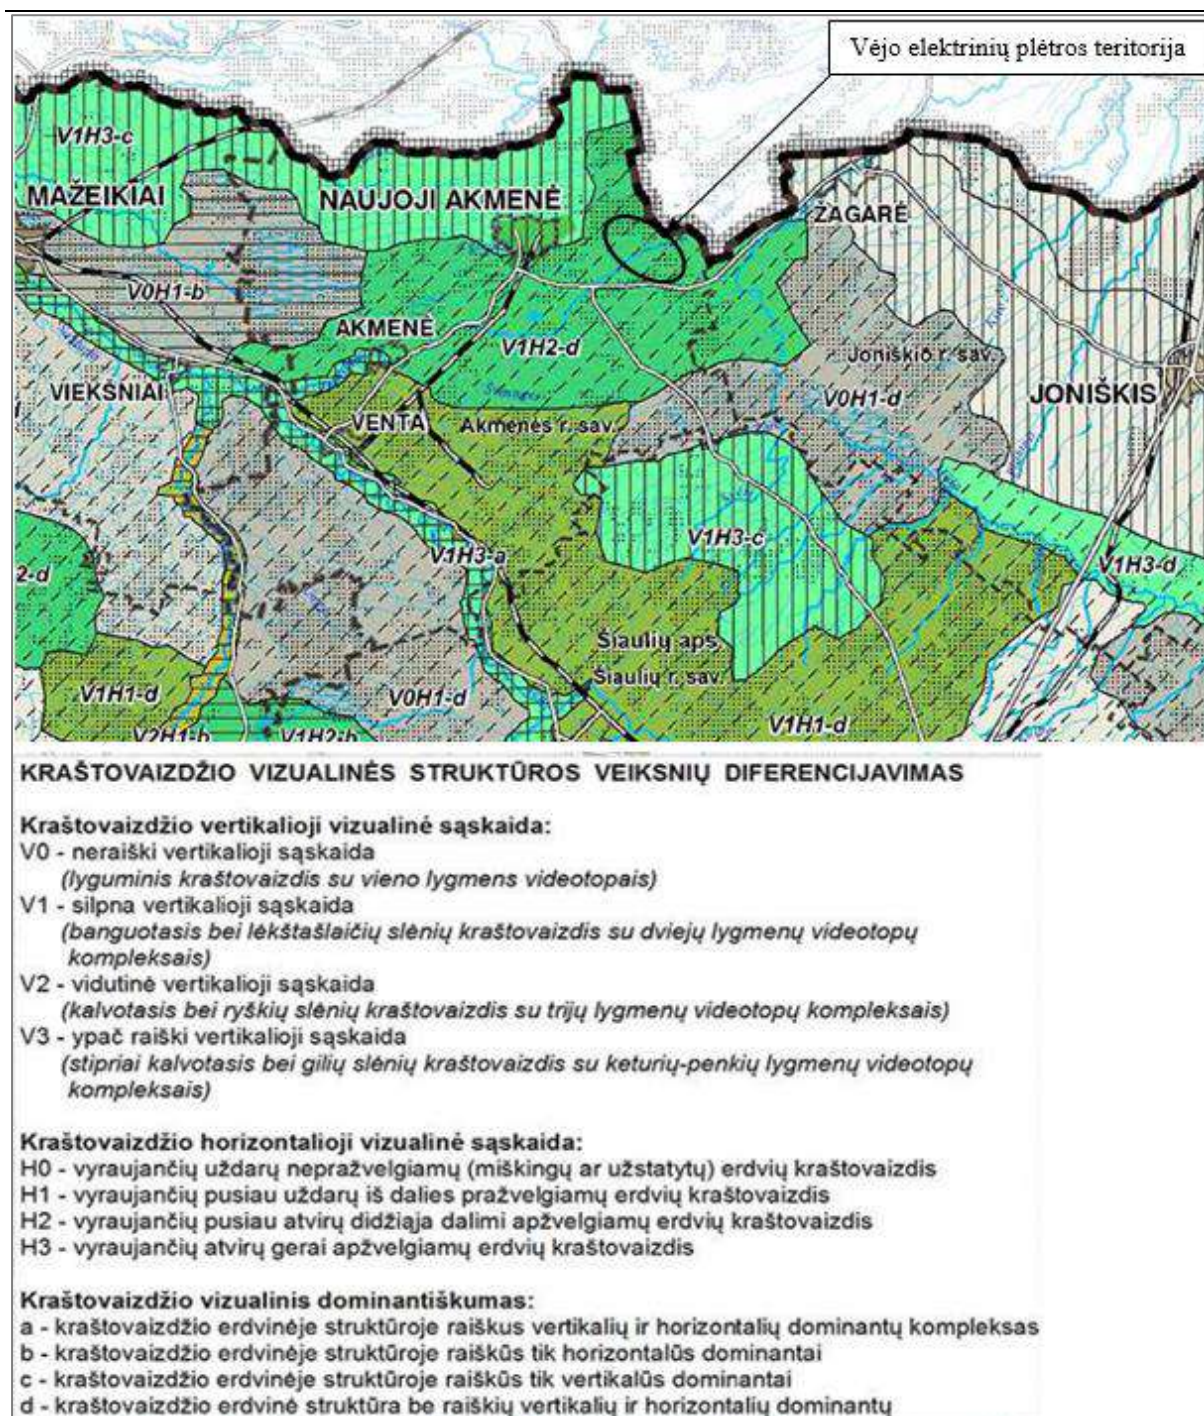 Vėjo elektrinių plėtros teritorija
V1H3-c
MAŽEIKIAI
NAUJOJI AKMENĖ
ŽAGARĖ
V0H1-b
AKMENĖ
V1H2-d
Joniškio r. sav.
VIEKŠNIAI
V0H1-d
JONIŠKIS
VENTA
Akmenės r. sav.
V1H3-c
V1H3-a
V1H3-d
2-d
Šiaulių aps.
Šiaulių r. sav.
V1H1-d
V0H1-d
V1H1-d
V2H1-b
V1H2-b
KRAŠTOVAIZDŽIO VIZUALINĖS STRUKTŪROS VEIKSNIŲ DIFERENCIJAVIMAS
Kraštovaizdžio vertikalioji vizualinė sąskaida:
V0 - neraiški vertikalioji sąskaida
(lyguminis kraštovaizdis su vieno lygmens videotopais)
V1 - silpna vertikalioji sąskaida
(banguotasis bei lėkštašlaičių slėnių kraštovaizdis su dviejų lygmenų videotopų
kompleksais)
V2 - vidutinė vertikalioji sąskaida
(kalvotasis bei ryškių slėnių kraštovaizdis su trijų lygmenų videotopų kompleksais)
V3 - ypač raiški vertikalioji sąskaida
(stipriai kalvotasis bei gilių slėnių kraštovaizdis su keturių-penkių lygmenų videotopų
kompleksais)
Kraštovaizdžio horizontalioji vizualinė sąskaida:
H0 - vyraujančių uždarų nepražvelgiamų (miškingų ar užstatytų) erdvių kraštovaizdis
H1 - vyraujančių pusiau uždarų iš dalies pražvelgiamų erdvių kraštovaizdis
H2 - vyraujančių pusiau atvirų didžiąja dalimi apžvelgiamų erdvių kraštovaizdis
H3 - vyraujančių atvirų gerai apžvelgiamų erdvių kraštovaizdis
Kraštovaizdžio vizualinis dominantiškumas:
a - kraštovaizdžio erdvinėje struktūroje raiškus vertikalių ir horizontalių dominantų kompleksas
b - kraštovaizdžio erdvinėje struktūroje raiškūs tik horizontalūs dominantai
c - kraštovaizdžio erdvinėje struktūroje raiškūs tik vertikalūs dominantai
d - kraštovaizdžio erdvinė struktūra be raiškių vertikalių ir horizontalių dominantų